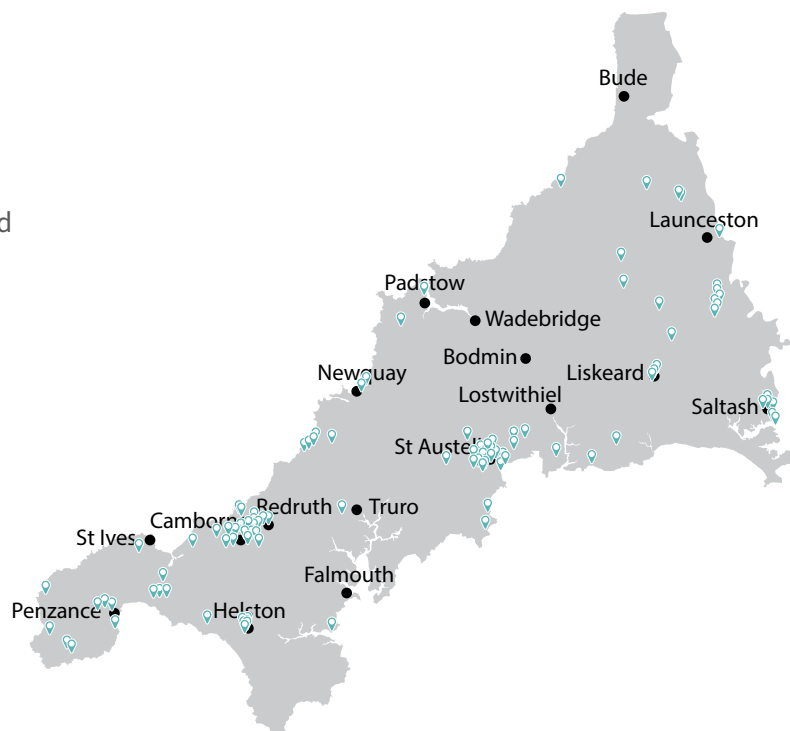 Bude
d
Launceston
Padstow
Wadebridge
Bodmin
Newquay
Liskeard
Lostwithiel
Saltash
St Austell
Redruth
Truro
Camborne
St Ives
Falmouth
Penzance
Helston